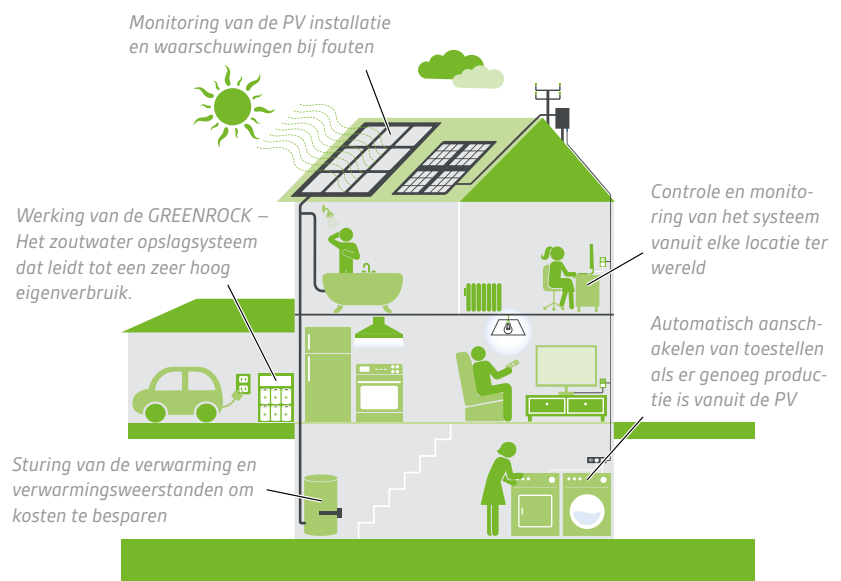 Monitoring van de PV installatie
en waarschuwingen bij fouten
Werking van de GREENROCK –
Het zoutwater opslagsysteem
dat leidt tot een zeer hoog
eigenverbruik.
Controle en monito-
ring van het systeem
vanuit elke locatie ter
wereld
Automatisch aansch-
akelen van toestellen
als er genoeg produc-
tie is vanuit de PV
Sturing van de verwarming en
verwarmingsweerstanden om
kosten te besparen